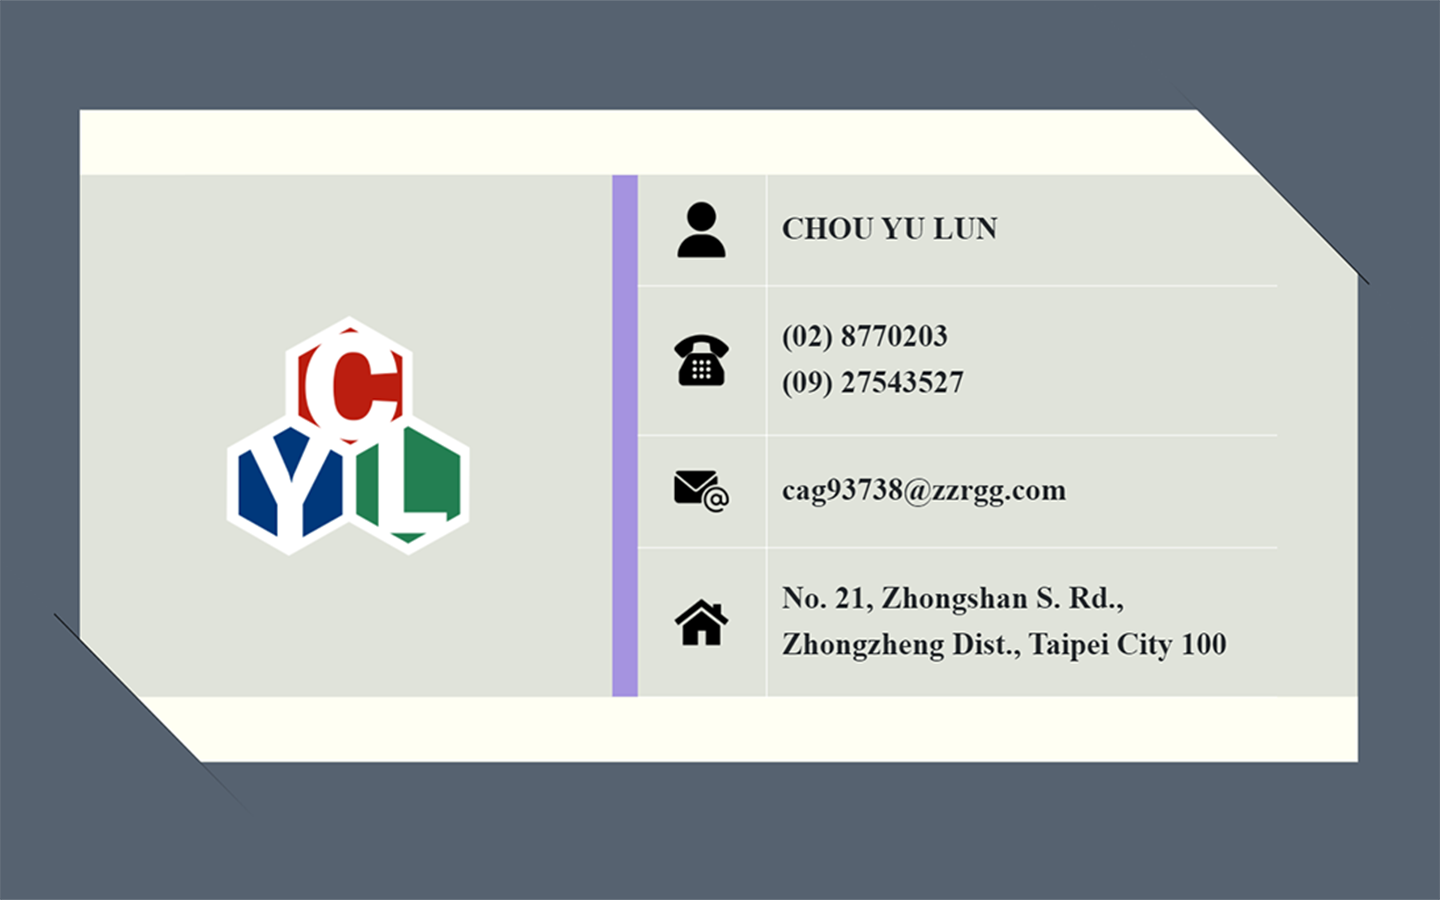 C
YL
CHOU YU LUN
(02) 8770203
(09) 27543527
cag93738@zzrgg.com
No. 21, Zhongshan S. Rd.,
Zhongzheng Dist., Taipei City 100